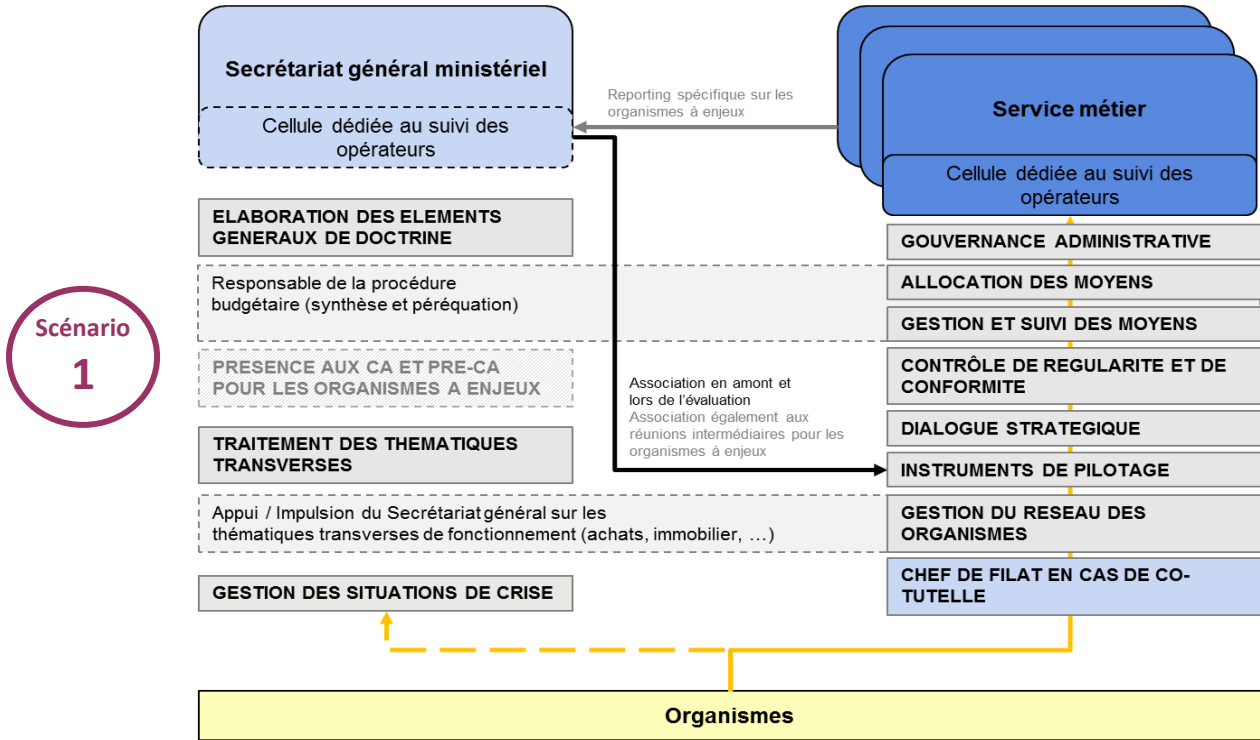 Secrétariat général ministériel
Cellule dédiée au suivi des
opérateurs
Reporting spécifique sur les
organismes à enjeux
Service métier
Cellule dédiée au suivi des
opérateurs
Scénario
1
ELABORATION DES ELEMENTS
GENERAUX DE DOCTRINE
Responsable de la procédure
budgétaire (synthèse et péréquation)
PRESENCE AUX CA ET PRE-CA
POUR LES ORGANISMES A ENJEUX
TRAITEMENT DES THEMATIQUES
TRANSVERSES
Appui / Impulsion du Secrétariat général sur les
thématiques transverses de fonctionnement (achats, immobilier, …)
GESTION DES SITUATIONS DE CRISE
Association en amont et
lors de l’évaluation
Association également aux
réunions intermédiaires pour les
organismes à enjeux
GOUVERNANCE ADMINISTRATIVE
ALLOCATION DES MOYENS
GESTION ET SUIVI DES MOYENS
CONTRÔLE DE REGULARITE ET DE
CONFORMITE
DIALOGUE STRATEGIQUE
INSTRUMENTS DE PILOTAGE
GESTION DU RESEAU DES
ORGANISMES
CHEF DE FILAT EN CAS DE CO-
TUTELLE
Organismes